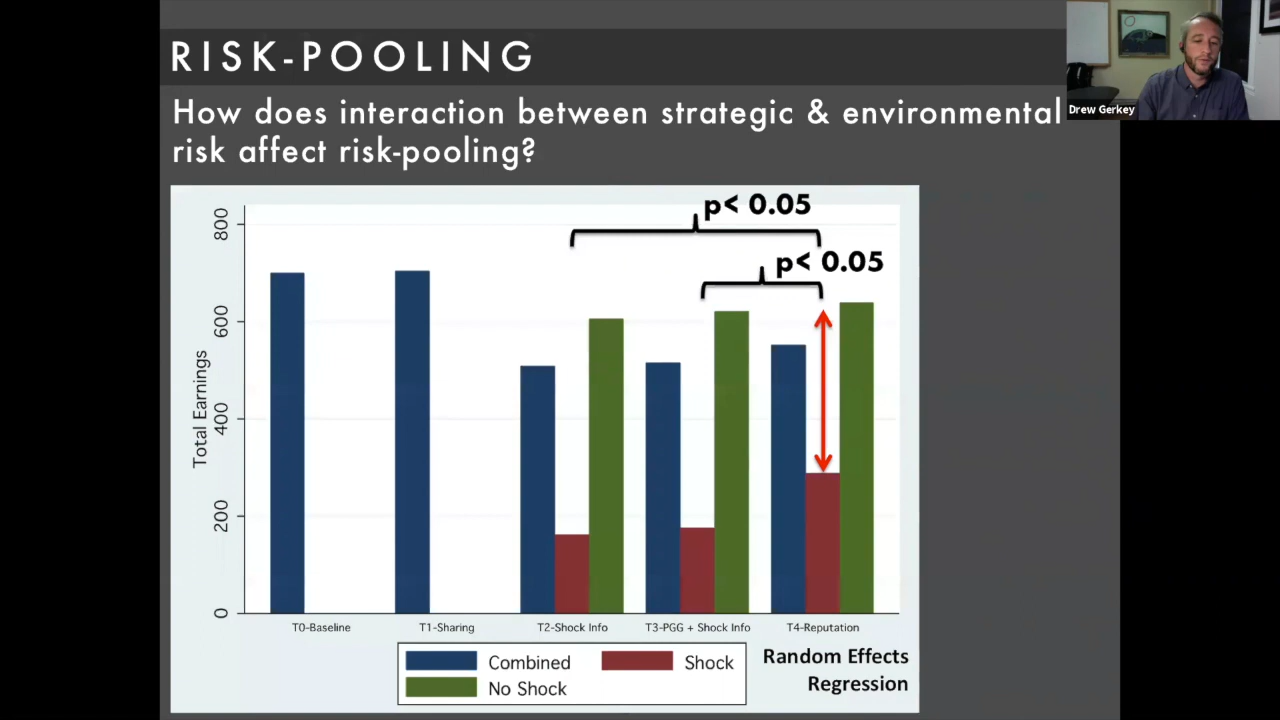 RISK-POOLING
Drew Gerkey
How does interaction between strategic & environmental
risk affect risk-pooling?
p< 0.05
p< 0.05
Total Earnings
800
600
400
200
0
T0-Baseline T1-Sharing T2-Shock Info T3-PGG + Shock Info T4-Reputation
Combined Shock
No Shock
Random Effects
Regression